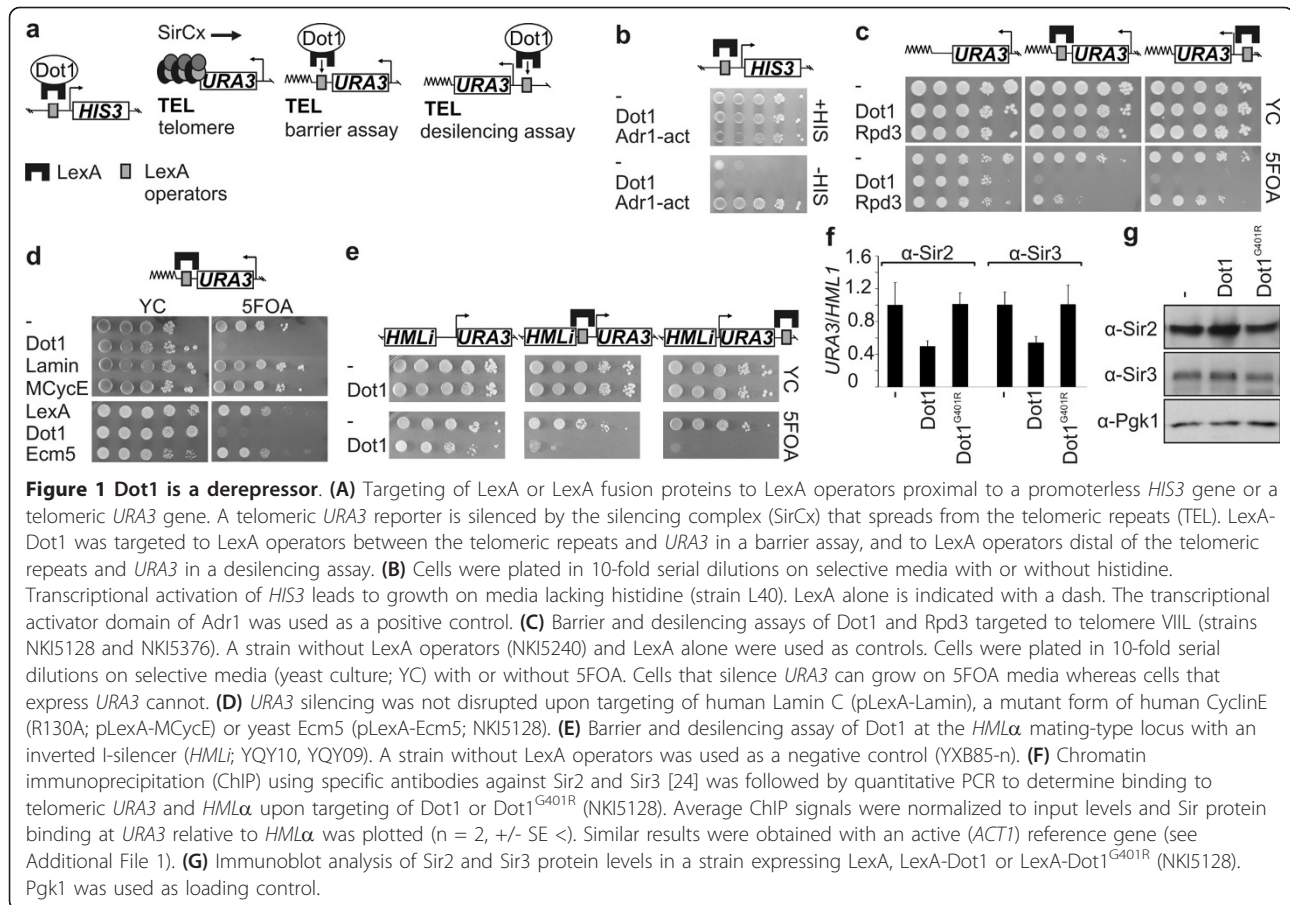 a
SirCx
Dot1
HIS3
URA3
TEL
telomere
Dot1
URA3
TEL
barrier assay
Dot1
URA3
TEL
desilencing assay
LexA
LexA
operators
b
HIS3
-
Dot1
Adr1-act
+HIS
-
Dot1
Adr1-act
-HIS
c
URA3
URA3
URA3
-
Dot1
Rpd3
YC
-
Dot1
Rpd3
5FOA
d
URA3
YC
5FOA
-
Dot1
Lamin
MCycE
LexA
Dot1
Ecm5
e
HMLi
URA3
HMLi
URA3
HMLi
URA3
-
Dot1
YC
-
Dot1
5FOA
f
α-Sir2
α-Sir3
URA3/HML1
1.6
1.2
0.8
0.4
0
-
Dot1
Dot1G401R
-
Dot1
Dot1G401R
g
-
Dot1
Dot1G401R
α-Sir2
α-Sir3
α-Pgk1
Figure 1 Dot1 is a derepressor. (A) Targeting of LexA or LexA fusion proteins to LexA operators proximal to a promoterless HIS3 gene or a
telomeric URA3 gene. A telomeric URA3 reporter is silenced by the silencing complex (SirCx) that spreads from the telomeric repeats (TEL). LexA-
Dot1 was targeted to LexA operators between the telomeric repeats and URA3 in a barrier assay, and to LexA operators distal of the telomeric
repeats and URA3 in a desilencing assay. (B) Cells were plated in 10-fold serial dilutions on selective media with or without histidine.
Transcriptional activation of HIS3 leads to growth on media lacking histidine (strain L40). LexA alone is indicated with a dash. The transcriptional
activator domain of Adr1 was used as a positive control. (C) Barrier and desilencing assays of Dot1 and Rpd3 targeted to telomere VIIL (strains
NKI5128 and NKI5376). A strain without LexA operators (NKI5240) and LexA alone were used as controls. Cells were plated in 10-fold serial
dilutions on selective media (yeast culture; YC) with or without 5FOA. Cells that silence URA3 can grow on 5FOA media whereas cells that
express URA3 cannot. (D) URA3 silencing was not disrupted upon targeting of human Lamin C (pLexA-Lamin), a mutant form of human CyclinE
(R130A; pLexA-MCycE) or yeast Ecm5 (pLexA-Ecm5; NKI5128). (E) Barrier and desilencing assay of Dot1 at the HMLα mating-type locus with an
inverted I-silencer (HMLi; YQY10, YQY09). A strain without LexA operators was used as a negative control (YXB85-n). (F) Chromatin
immunoprecipitation (ChIP) using specific antibodies against Sir2 and Sir3 [24] was followed by quantitative PCR to determine binding to
telomeric URA3 and HMLα upon targeting of Dot1 or Dot1G401R (NKI5128). Average ChIP signals were normalized to input levels and Sir protein
binding at URA3 relative to HMLα was plotted (n = 2, +/- SE <). Similar results were obtained with an active (ACT1) reference gene (see
Additional File 1). (G) Immunoblot analysis of Sir2 and Sir3 protein levels in a strain expressing LexA, LexA-Dot1 or LexA-Dot1G401R (NKI5128).
Pgk1 was used as loading control.